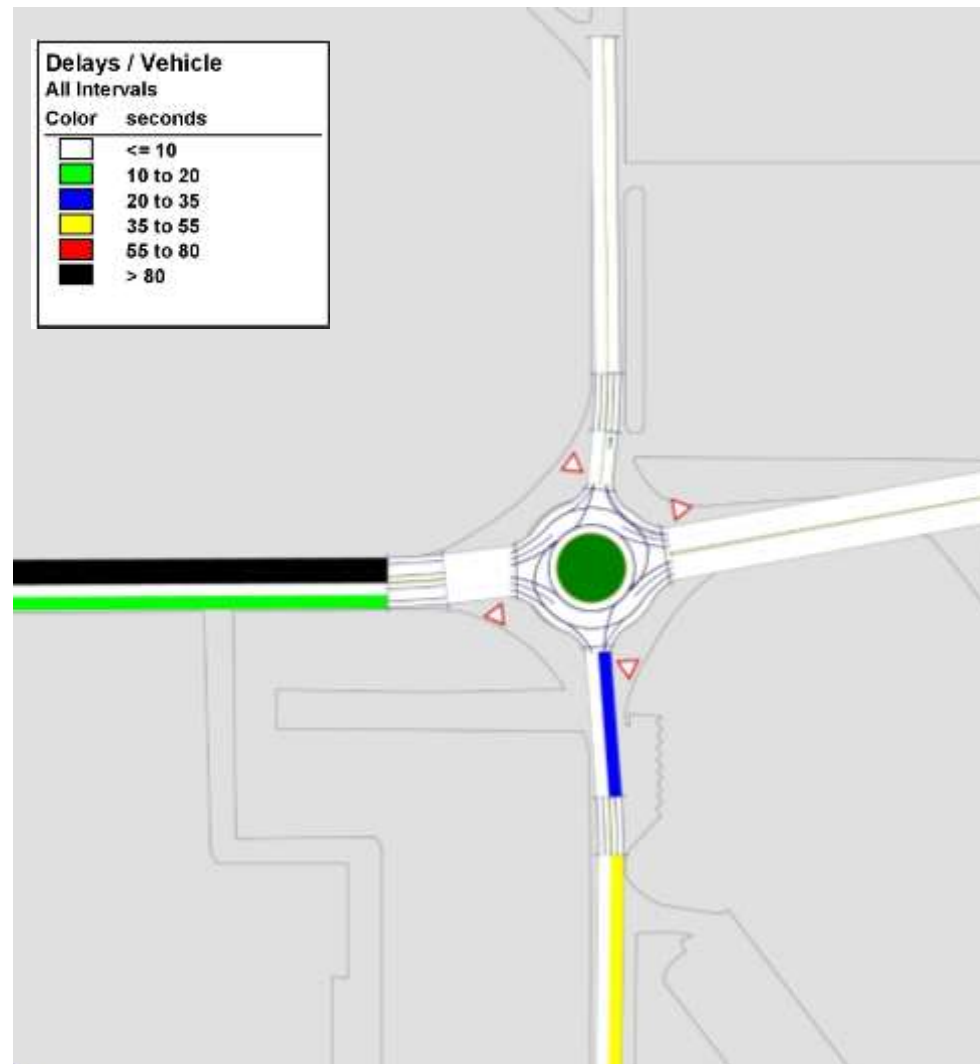 Delays / Vehicle
All Intervals
Color seconds
<= 10
10 to 20
20 to 35
35 to 55
55 to 80
> 80